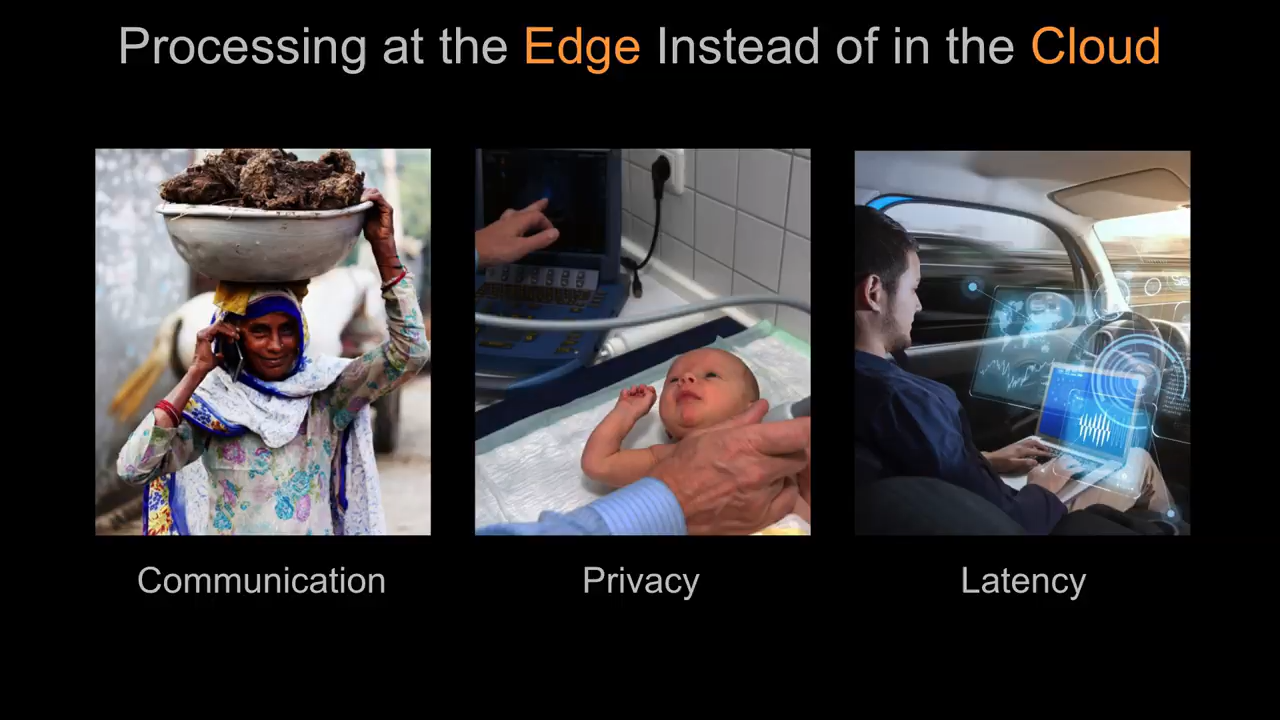 Processing at the Edge Instead of in the Cloud
Communication
Privacy
Latency